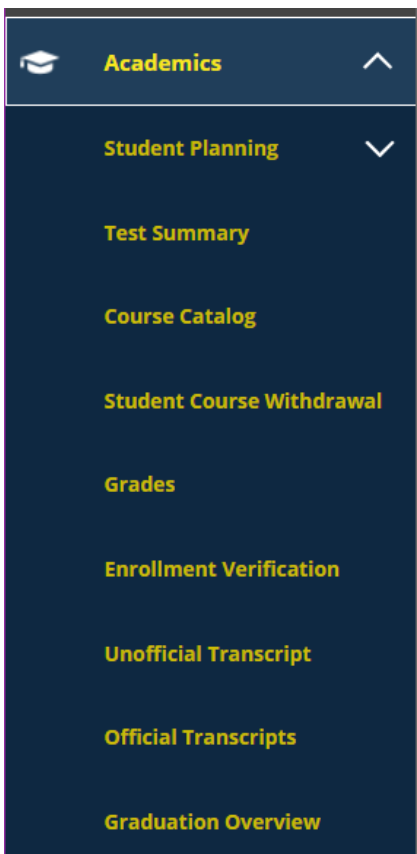 Academics
Student Planning
Test Summary
Course Catalog
Student Course Withdrawal
Grades
Enrollment Verification
Unofficial Transcript
Official Transcripts
Graduation Overview